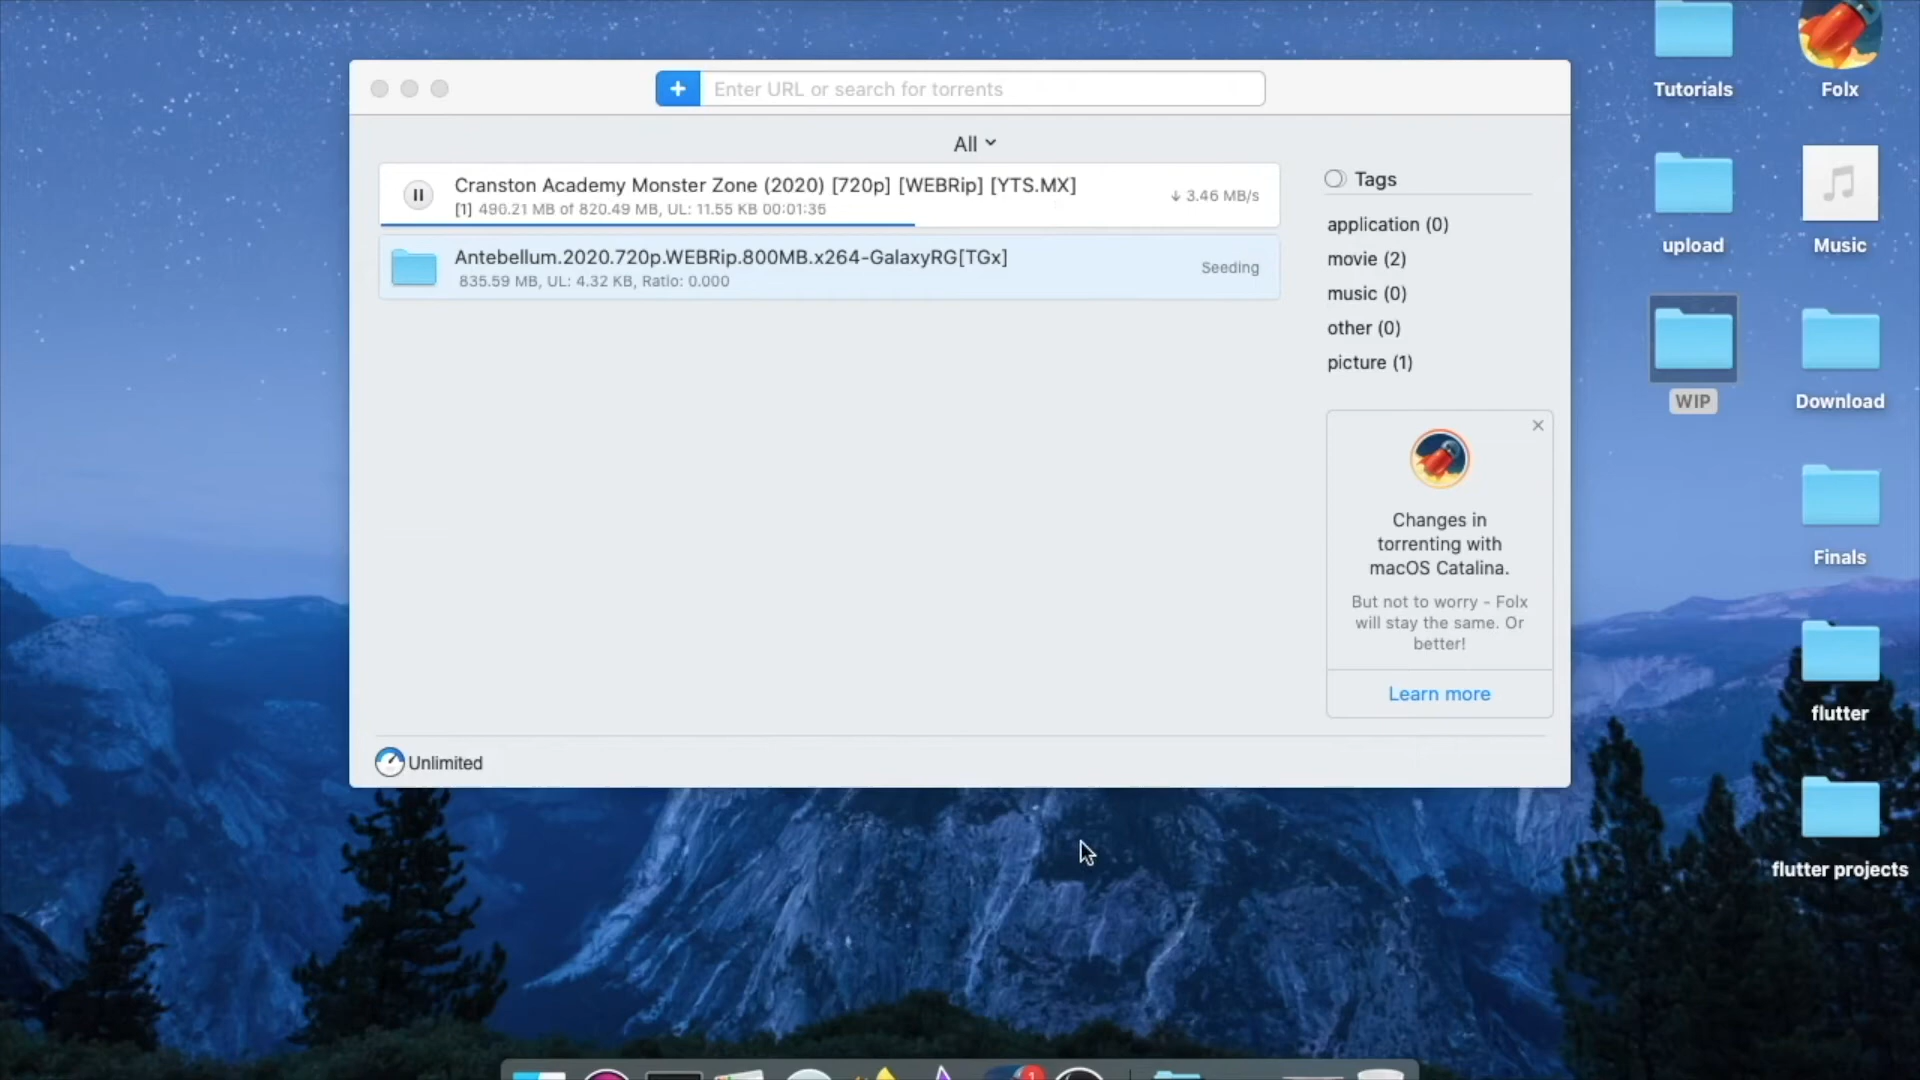 Enter URL or search for torrents
All
Cranston Academy Monster Zone (2020) [720p] [WEBRip] [YTS.MX]
[1] 490.21 MB of 820.49 MB, UL: 11.55 KB 00:01:36
3.46 MB/s
Antebellum.2020.720p.WEBRip.800MB.x264-GalaxyRG[TGx]
835.59 MB, UL: 4.32 KB, Ratio: 0.000
Seeding
Tags
application (0)
movie (2)
music (0)
other (0)
picture (1)
Changes in
torrenting with
macOS Catalina.
But not to worry - Folx
will stay the same. Or
better!
Learn more
Unlimited
Tutorials
Folx
upload
Music
WIP
Download
Finals
flutter
flutter projects
1